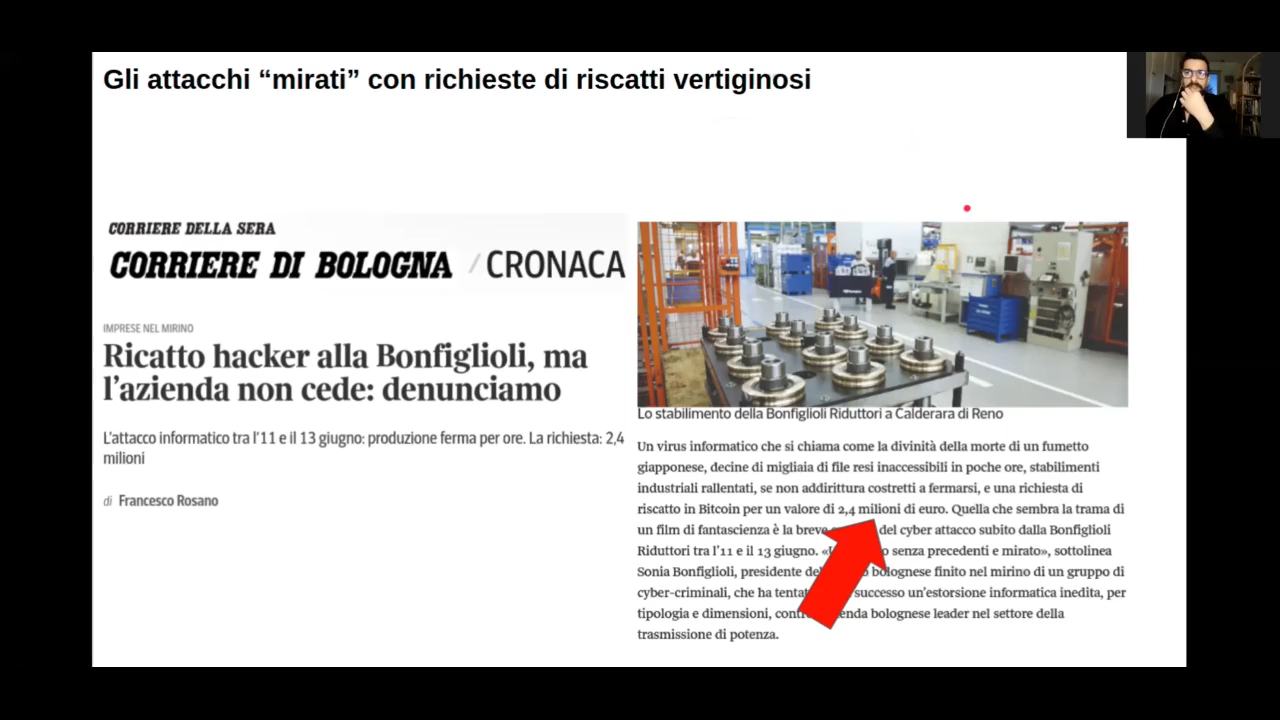 Gli attacchi “mirati” con richieste di riscatti vertiginosi
CORRIERE DELLA SERA
CORRIERE DI BOLOGNA / CRONACA
IMPRESE NEL MIRINO
Ricatto hacker alla Bonfiglioli, ma
l’azienda non cede: denunciamo
L’attacco informatico tra l’11 e il 13 giugno: produzione ferma per ore. La richiesta: 2,4
milioni
di Francesco Rosano
Lo stabilimento della Bonfiglioli Riduttori a Calderara di Reno
Un virus informatico che si chiama come la divinità della morte di un fumetto
giapponese, decine di migliaia di file resi inaccessibili in poche ore, stabilimenti
industriali rallentati, se non addirittura costretti a fermarsi, e una richiesta di
riscatto in Bitcoin per un valore di 2,4 milioni di euro. Quella che sembra la trama di
un film di fantascienza è la breve del cyber attacco subito dalla Bonfiglioli
Riduttori tra l’11 e il 13 giugno. senza precedenti e mirato», sottolinea
Sonia Bonfiglioli, presidente bolognese finito nel mirino di un gruppo di
cyber-criminali, che ha successo un’estorsione informatica inedita, per
tipologia e dimensioni, bolognese leader nel settore della
trasmissione di potenza.